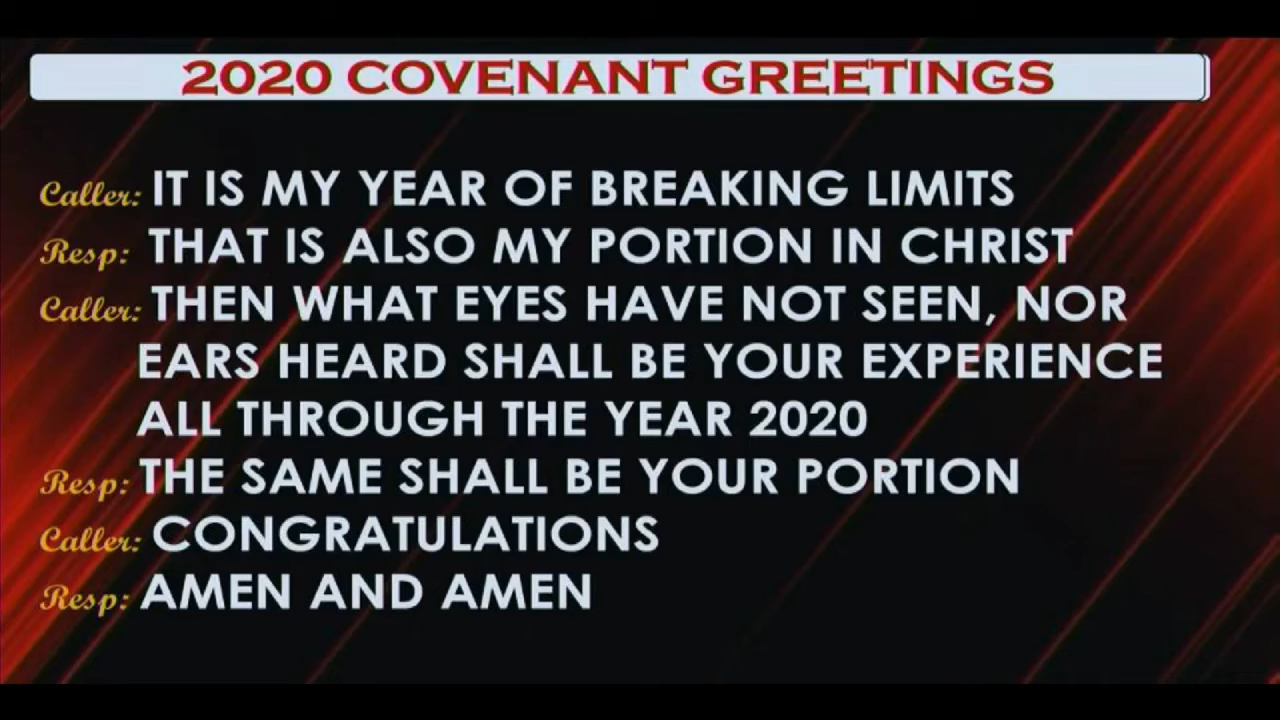 2020 COVENANT GREETINGS
Caller: IT IS MY YEAR OF BREAKING LIMITS
Resp: THAT IS ALSO MY PORTION IN CHRIST
Caller: THEN WHAT EYES HAVE NOT SEEN, NOR
EARS HEARD SHALL BE YOUR EXPERIENCE
ALL THROUGH THE YEAR 2020
Resp: THE SAME SHALL BE YOUR PORTION
Caller: CONGRATULATIONS
Resp: AMEN AND AMEN